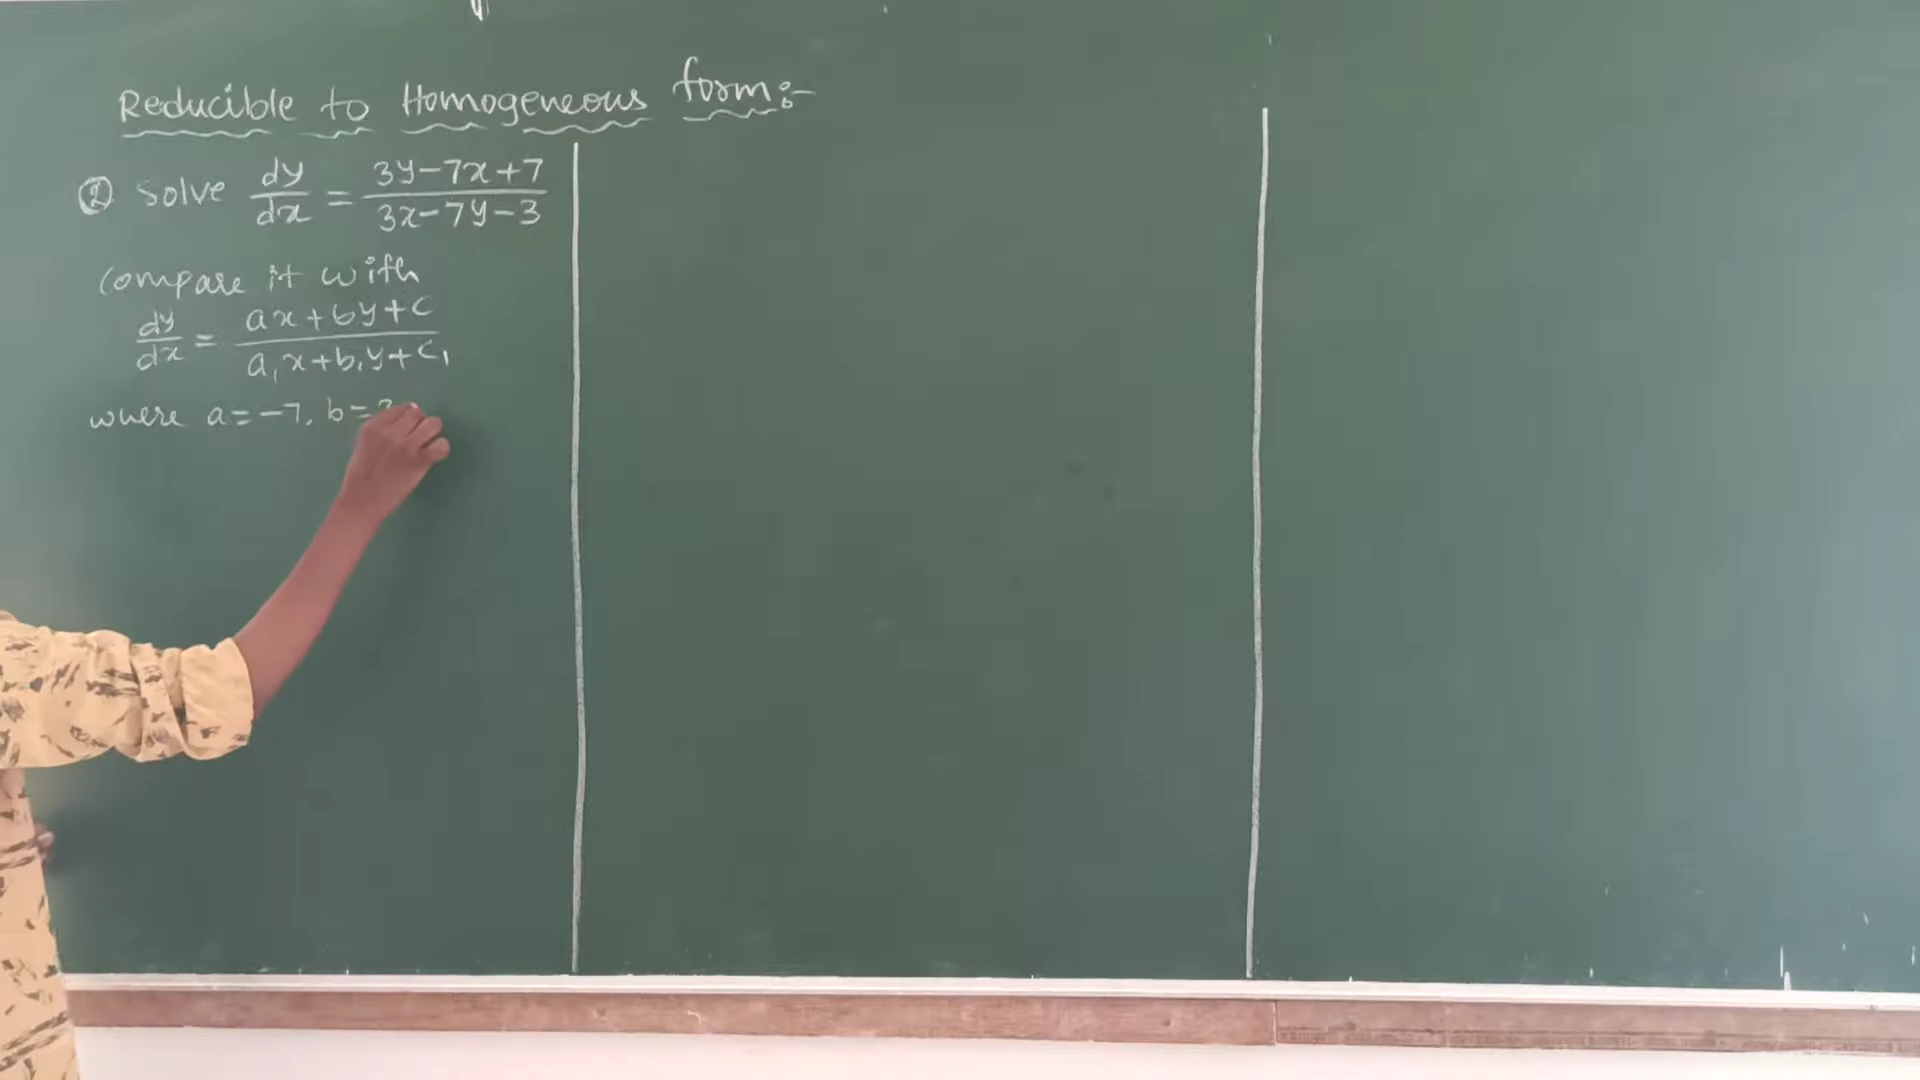 Reducible to Homogeneous form:-
② Solve dy/dx = (3y-7x+7)/(3x-7y-3)
Compare it with
dy/dx = (ax+by+c)/(a₁x+b₁y+c₁)
where a=-7, b=3